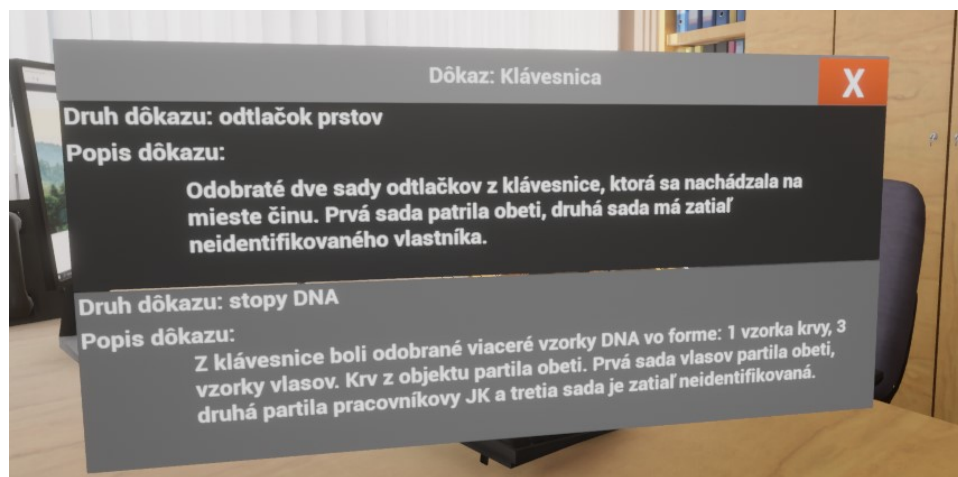 Dôkaz: Klávesnica
X
Druh dôkazu: odtlačok prstov
Popis dôkazu:
Odobraté dve sady odtlačkov z klávesnice, ktorá sa nachádzala na
mieste činu. Prvá sada patrila obeti, druhá sada má zatiaľ
neidentifikovaného vlastníka.
Druh dôkazu: stopy DNA
Popis dôkazu:
Z klávesnice boli odobrané viaceré vzorky DNA vo forme: 1 vzorka krvy, 3
vzorky vlasov. Krv z objektu partila obeti. Prvá sada vlasov partila obeti,
druhá partila pracovníkovy JK a tretia sada je zatiaľ neidentifikovaná.